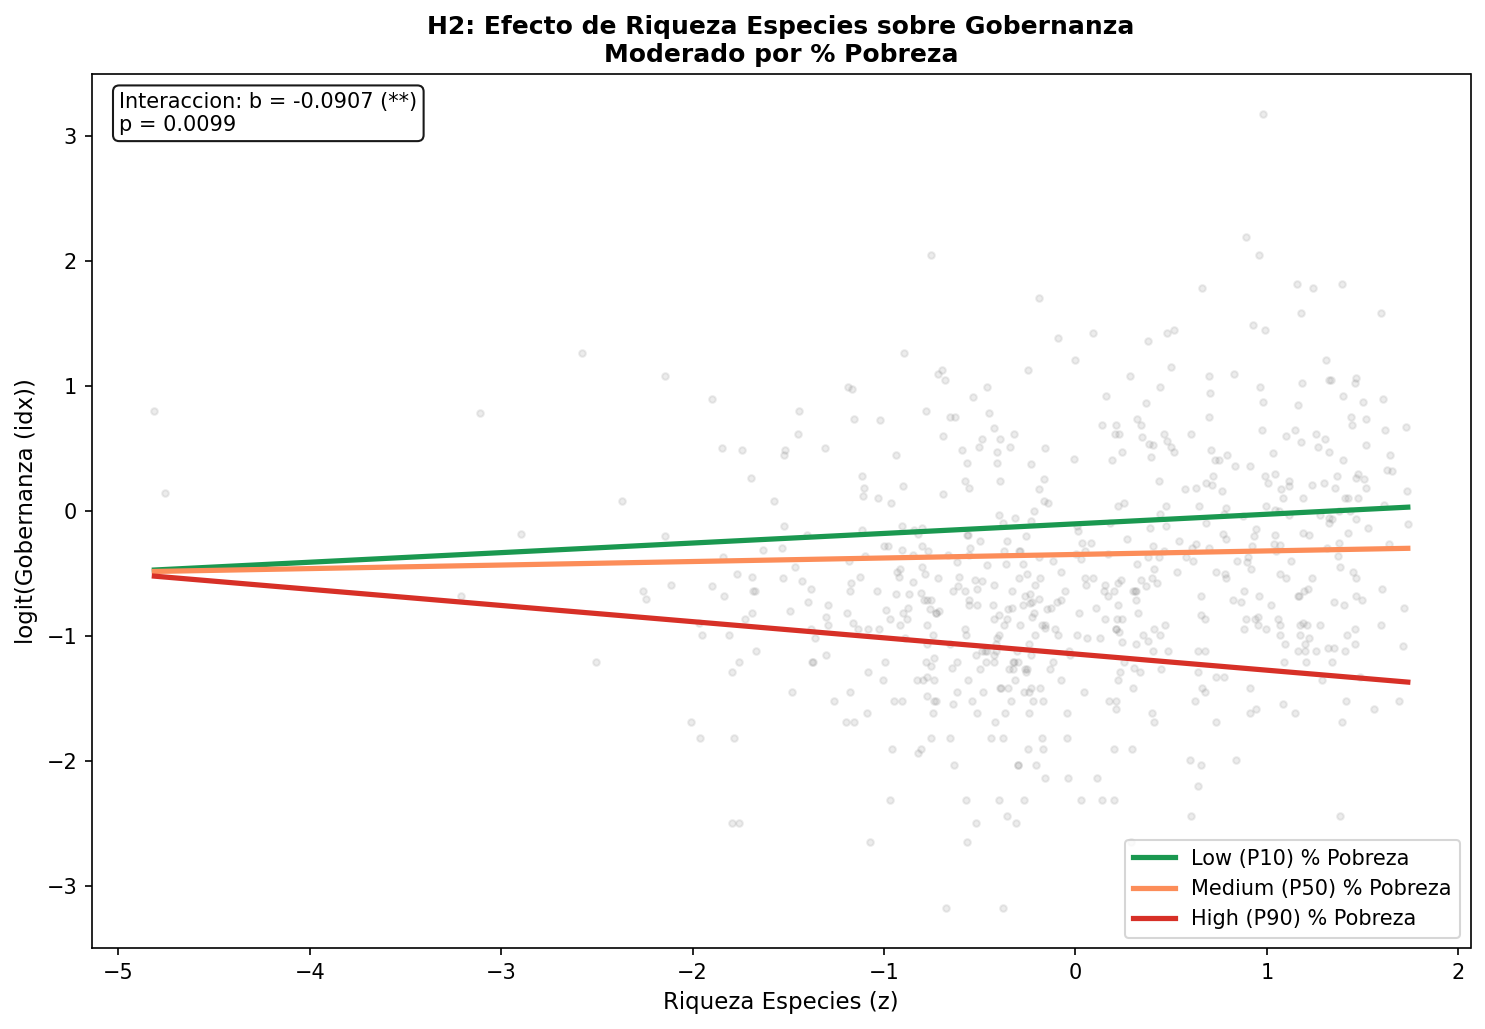 H2: Efecto de Riqueza Especies sobre Gobernanza
Moderado por % Pobreza
Interaccion: b = -0.0907 (**)
p = 0.0099
logit(Gobernanza (idx))
3
2
1
0
−1
−2
−3
Low (P10) % Pobreza
Medium (P50) % Pobreza
High (P90) % Pobreza
−5 −4 −3 −2 −1 0 1 2
Riqueza Especies (z)